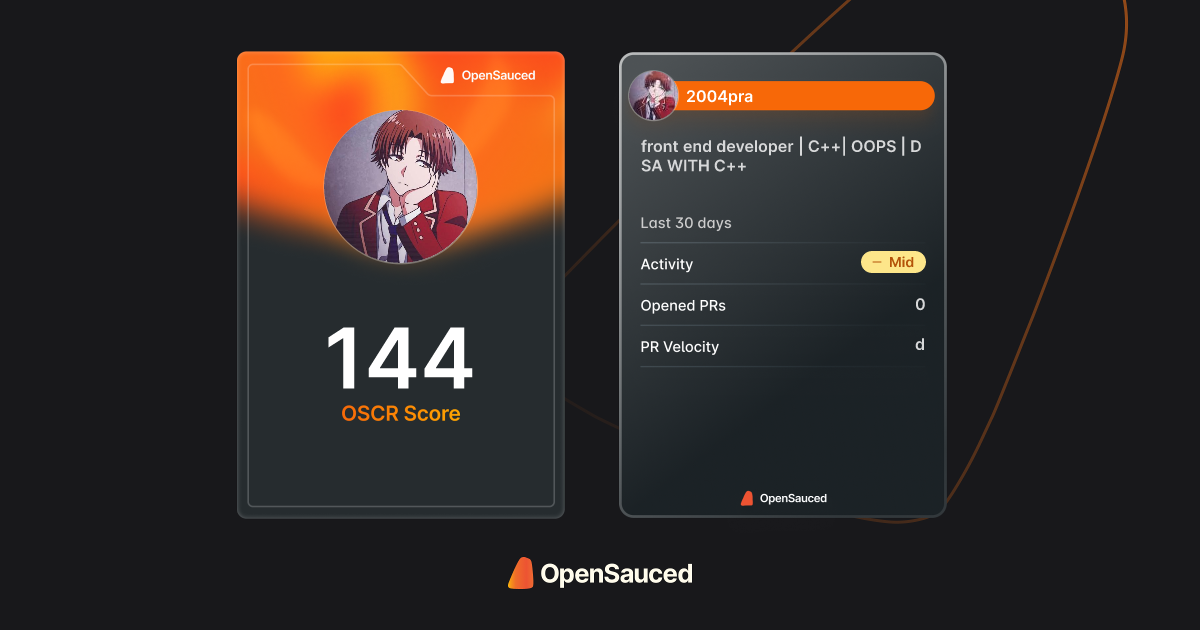 OpenSauced
144
OSCR Score
2004pra
front end developer | C++| OOPS | D
SA WITH C++
Last 30 days
Activity
– Mid
Opened PRs
0
PR Velocity
d
OpenSauced
OpenSauced